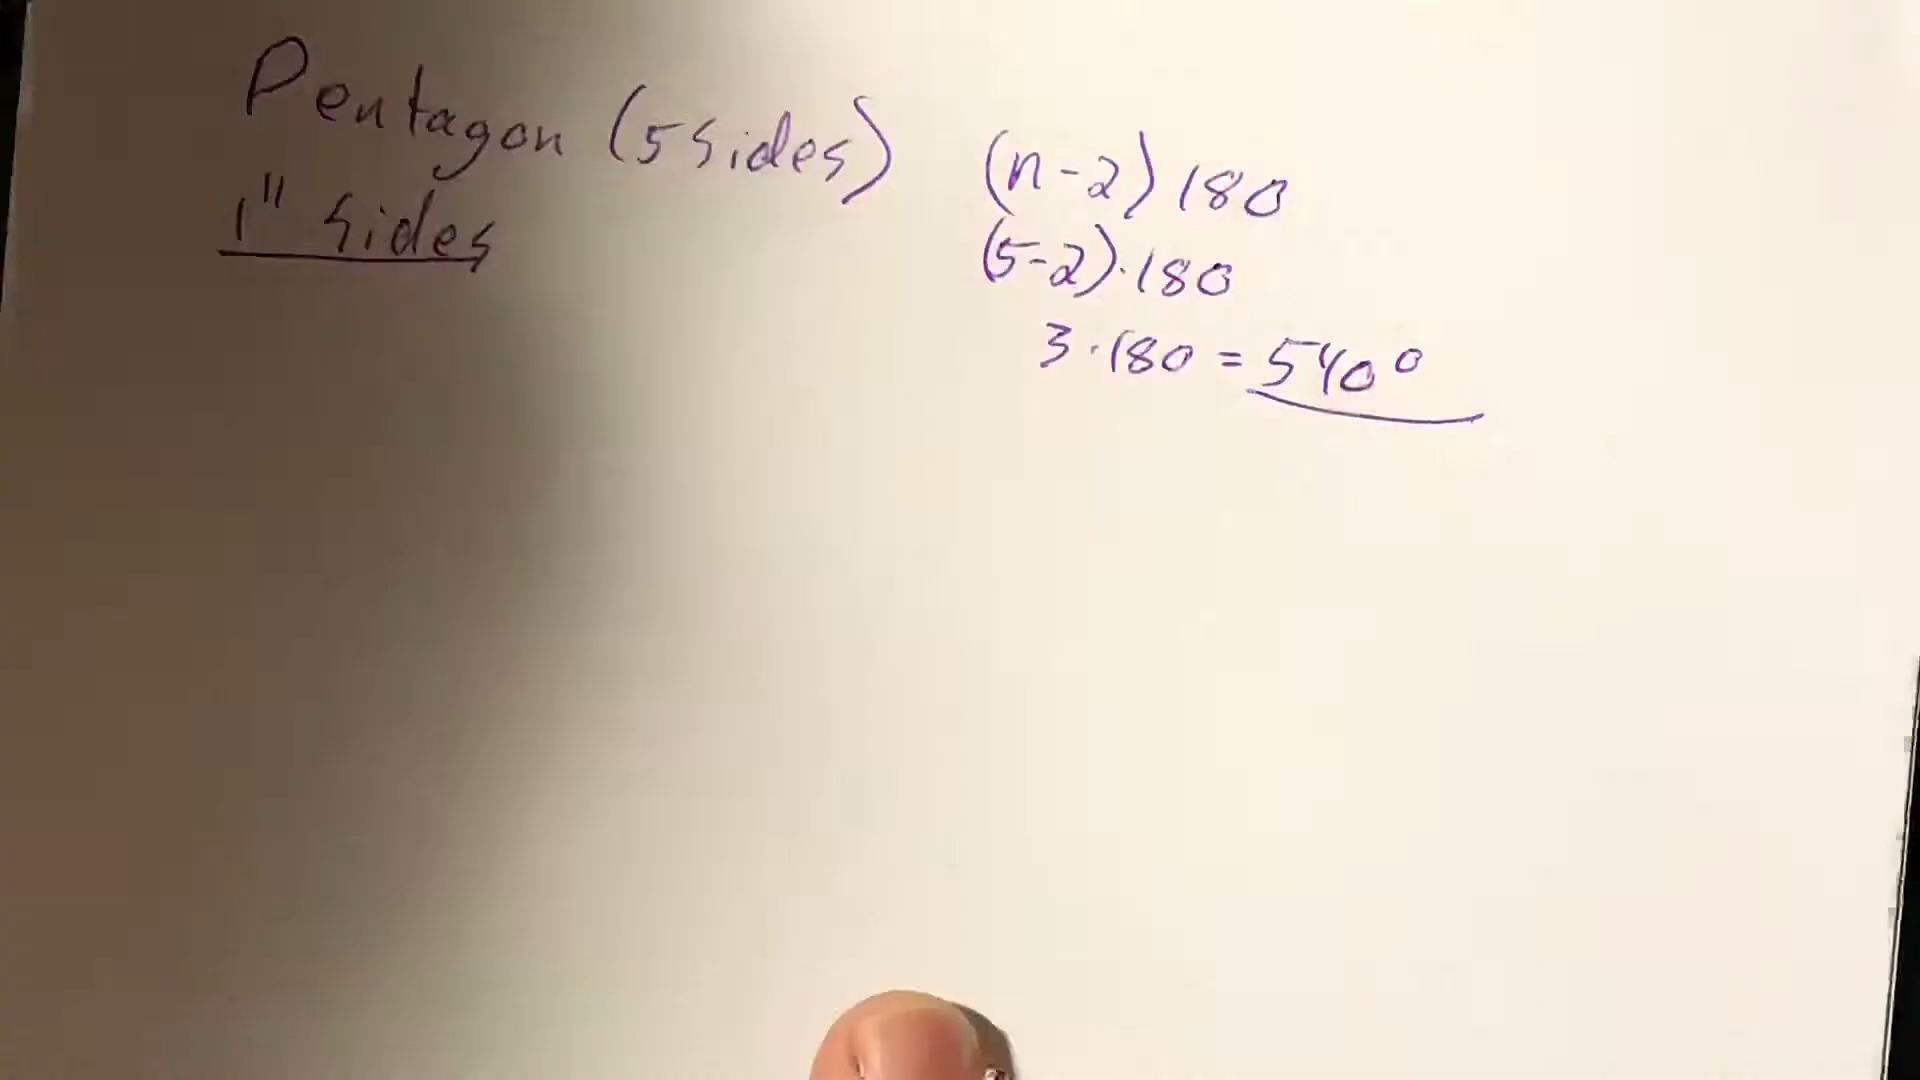 Pentagon (5 sides)
1" sides
(n-2) 180
(5-2)·180
3·180 = 540°